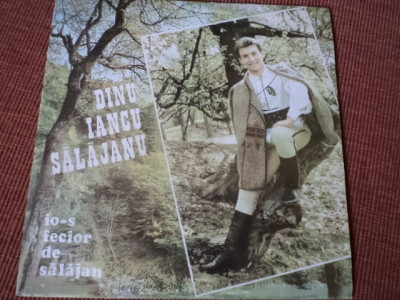 DINU
IANCU
SĂLĂJANU
io-s
fecior
de
sălăjan